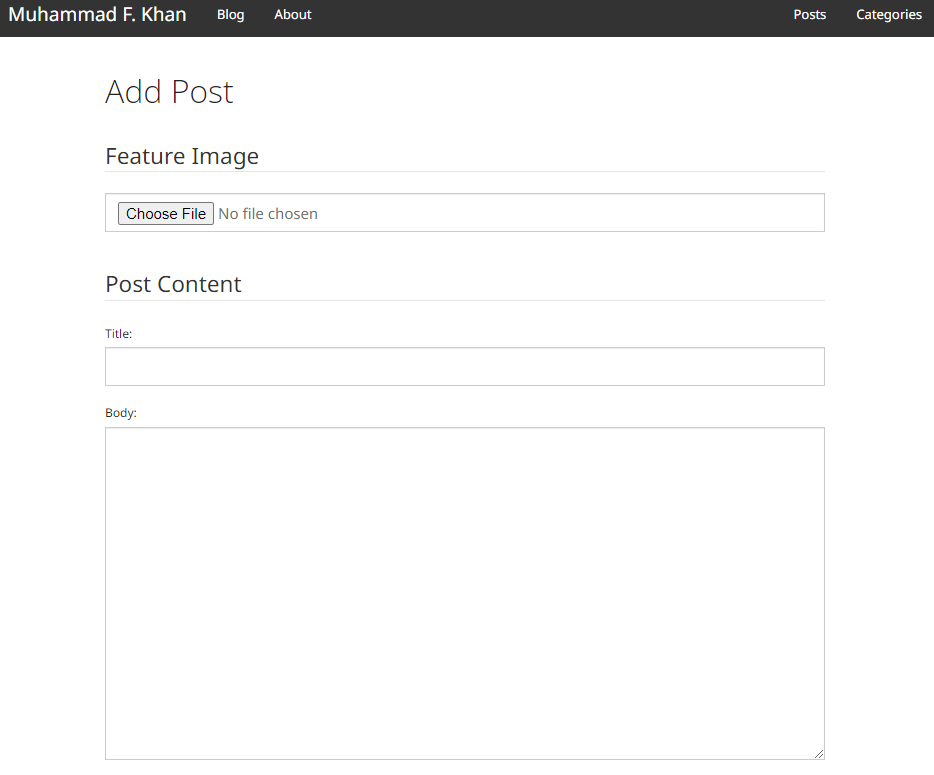 Muhammad F. Khan Blog About Posts Categories
Add Post
Feature Image
Choose File No file chosen
Post Content
Title:
Body: